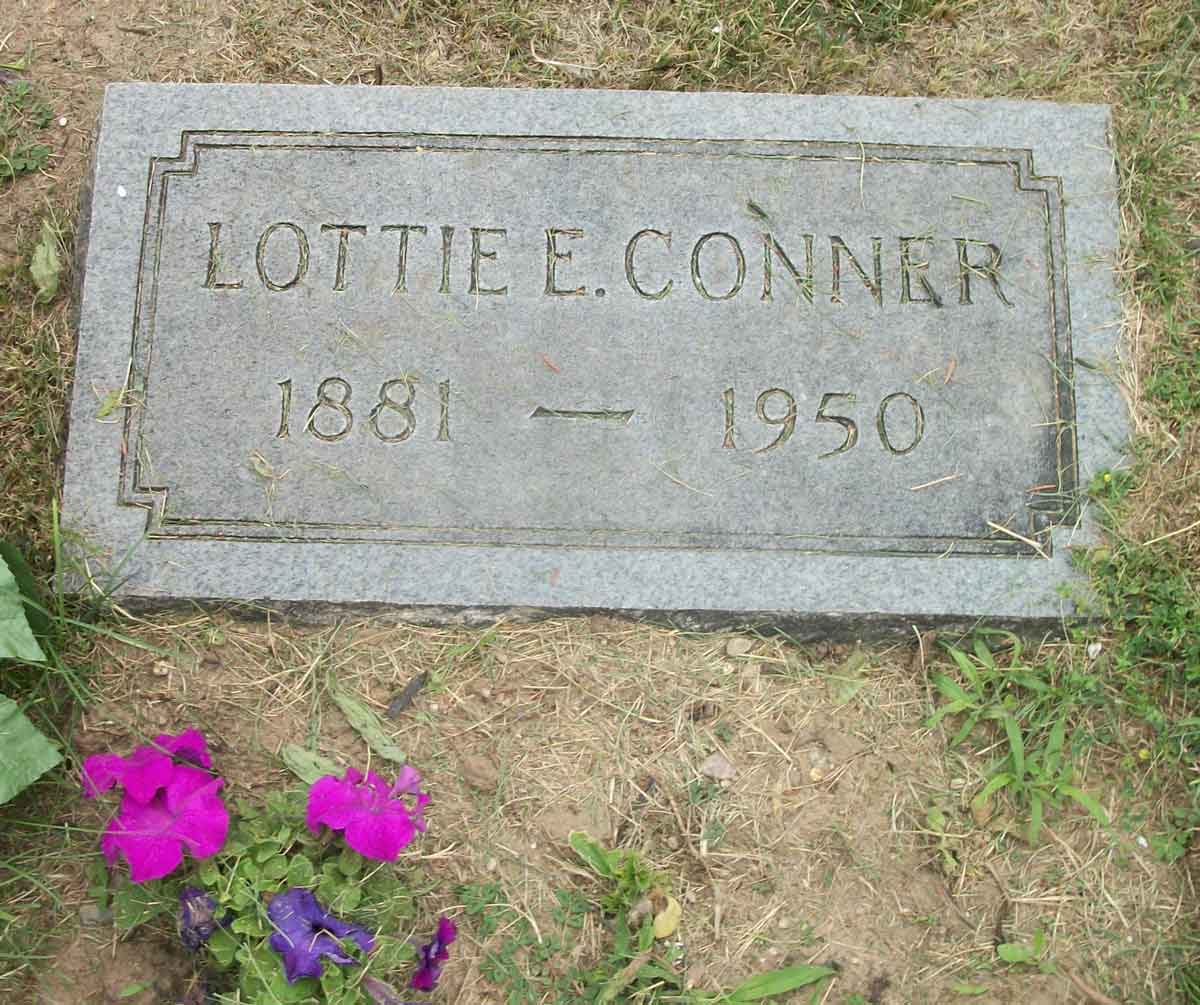 LOTTIE E. CONNER
1881 — 1950